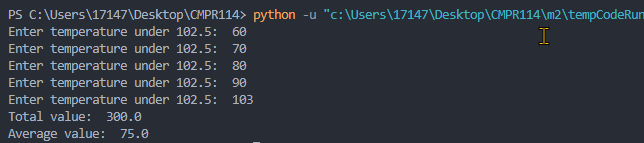 PS C:\Users\17147\Desktop\CMPR114> python -u "c:\Users\17147\Desktop\CMPR114\m2\tempCodeRun
Enter temperature under 102.5:  60
Enter temperature under 102.5:  70
Enter temperature under 102.5:  80
Enter temperature under 102.5:  90
Enter temperature under 102.5:  103
Total value:  300.0
Average value:  75.0